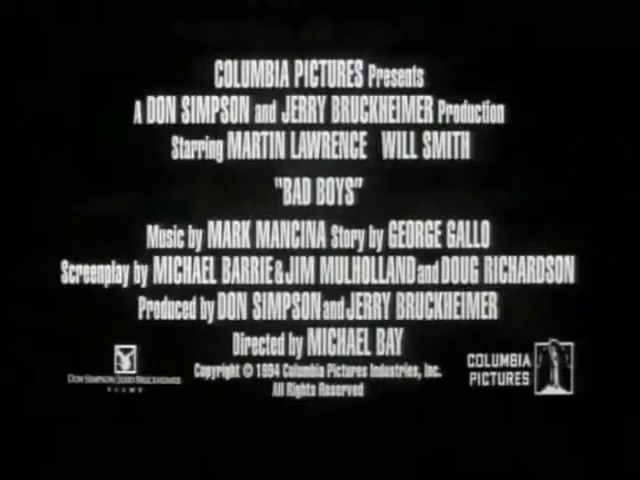 COLUMBIA PICTURES Presents
A DON SIMPSON and JERRY BRUCKHEIMER Production
Starring MARTIN LAWRENCE WILL SMITH
"BAD BOYS"
Music by MARK MANCINA Story by GEORGE GALLO
Screenplay by MICHAEL BARRIE & JIM MULHOLLAND and DOUG RICHARDSON
Produced by DON SIMPSON and JERRY BRUCKHEIMER
Directed by MICHAEL BAY
Copyright © 1994 Columbia Pictures Industries, Inc.
All Rights Reserved
DON SIMPSON/JERRY BRUCKHEIMER
FILMS
COLUMBIA
PICTURES